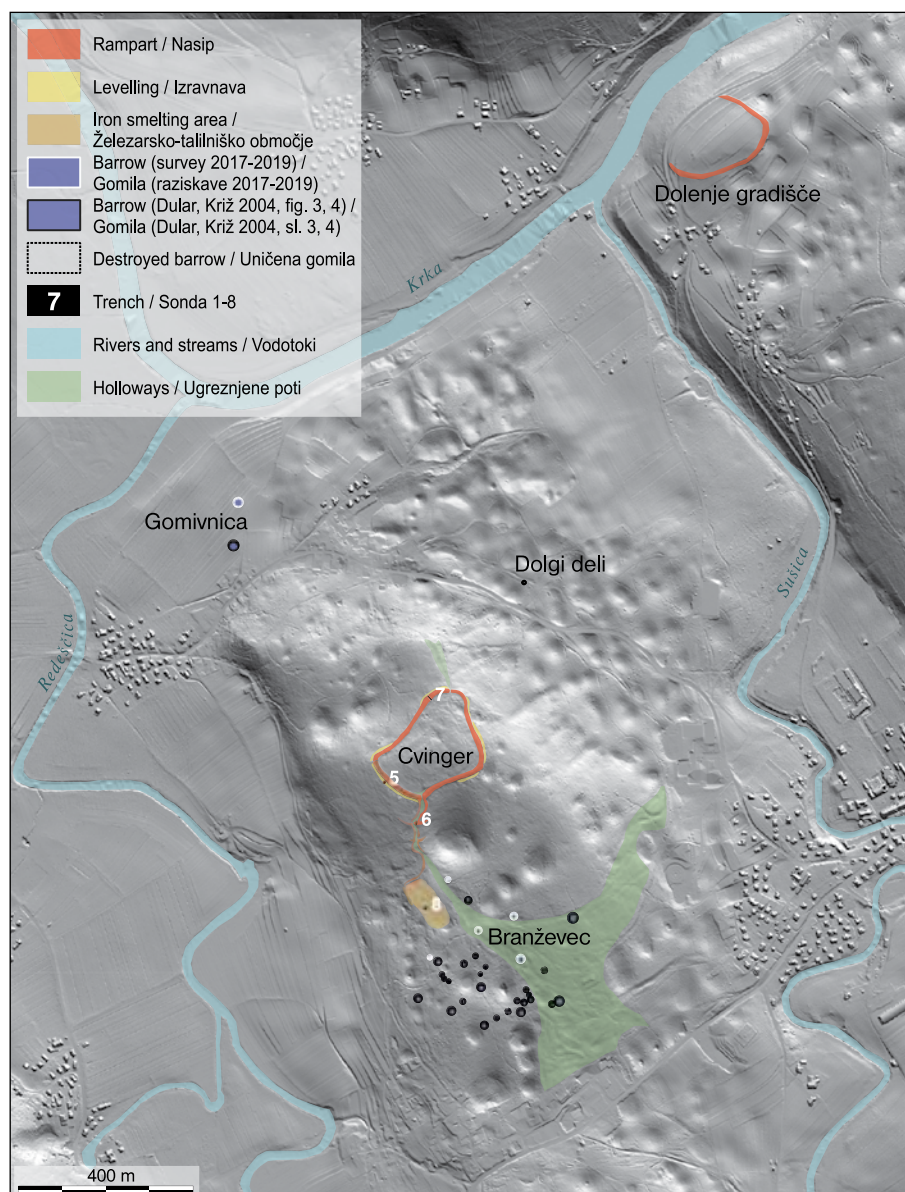 Rampart / Nasip
Levelling / Izravnava
Iron smelting area /
Železarsko-talilniško območje
Barrow (survey 2017-2019) /
Gomila (raziskave 2017-2019)
Barrow (Dular, Križ 2004, fig. 3, 4) /
Gomila (Dular, Križ 2004, sl. 3, 4)
Destroyed barrow / Uničena gomila
7 Trench / Sonda 1-8
Rivers and streams / Vodotoki
Holloways / Ugreznjene poti
Dolenje gradišče
Krka
Gomivnica
Dolgi deli
Sušica
Redeščica
7
Cvinger
5
6
8
Branževec
400 m